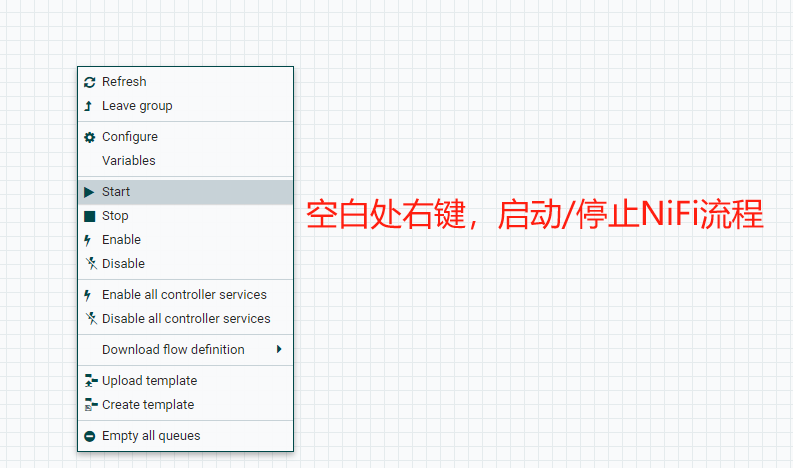 Refresh
Leave group
Configure
Variables
Start
Stop
Enable
Disable
Enable all controller services
Disable all controller services
Download flow definition
Upload template
Create template
Empty all queues
空白处右键，启动/停止NiFi流程